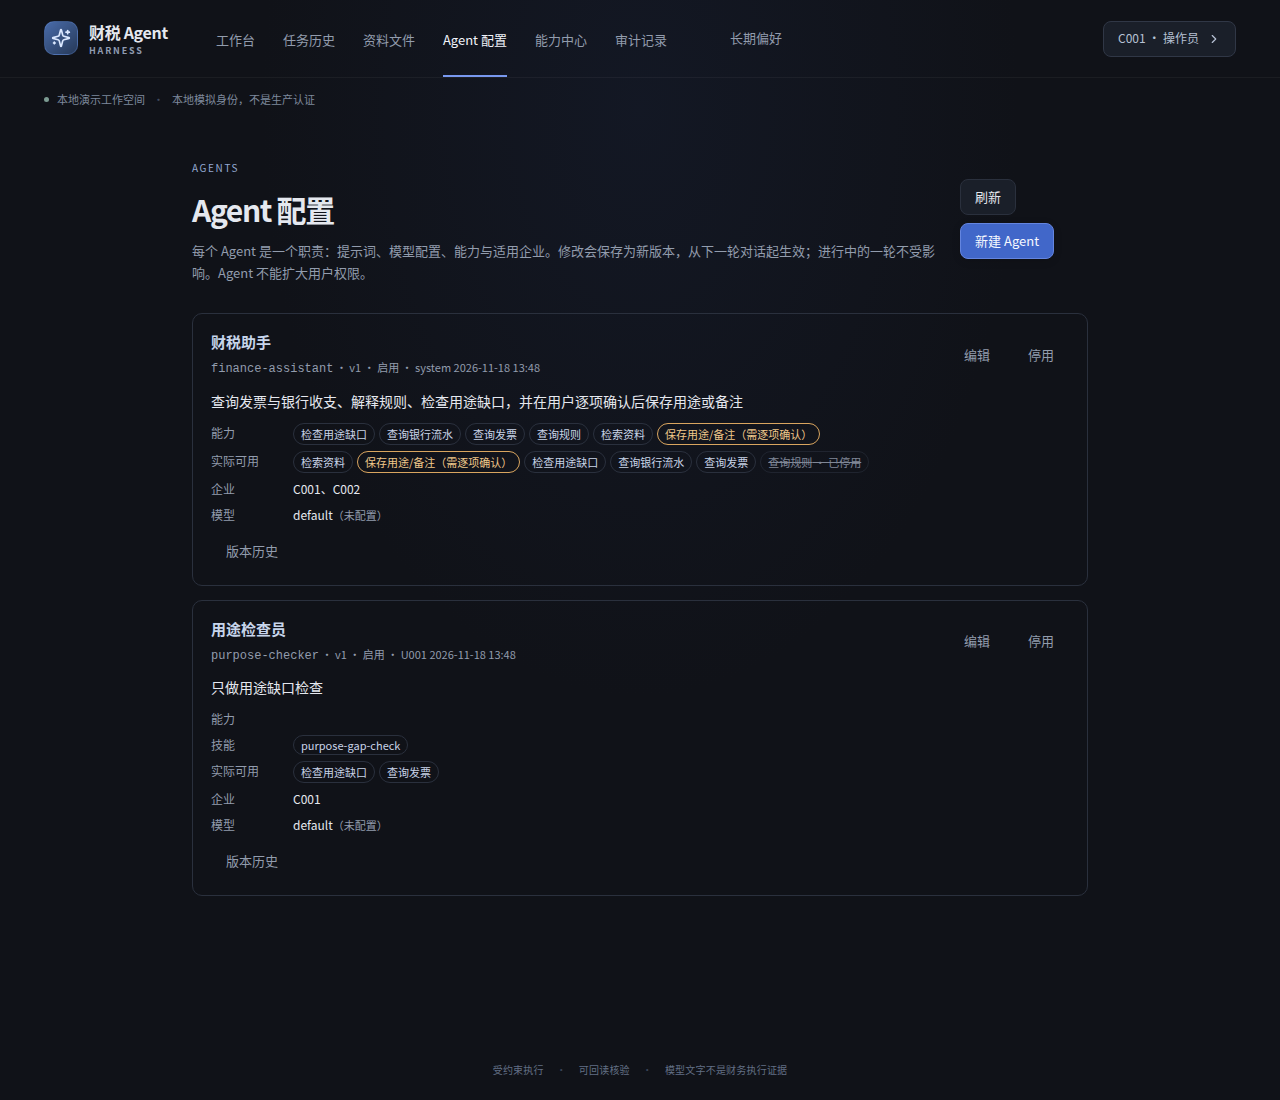 财税 Agent
HARNESS
工作台
任务历史
资料文件
Agent 配置
能力中心
审计记录
长期偏好
C001 · 操作员
本地演示工作空间 · 本地模拟身份，不是生产认证
AGENTS
Agent 配置
每个 Agent 是一个职责：提示词、模型配置、能力与适用企业。修改会保存为新版本，从下一轮对话起生效；进行中的一轮不受影
响。Agent 不能扩大用户权限。
刷新
新建 Agent
财税助手
finance-assistant · v1 · 启用 · system 2026-11-18 13:48
编辑
停用
查询发票与银行收支、解释规则、检查用途缺口，并在用户逐项确认后保存用途或备注
能力 检查用途缺口 查询银行流水 查询发票 查询规则 检索资料 保存用途/备注（需逐项确认）
实际可用 检索资料 保存用途/备注（需逐项确认） 检查用途缺口 查询银行流水 查询发票 查询规则 · 已停用
企业 C001、C002
模型 default（未配置）
版本历史
用途检查员
purpose-checker · v1 · 启用 · U001 2026-11-18 13:48
编辑
停用
只做用途缺口检查
能力
技能 purpose-gap-check
实际可用 检查用途缺口 查询发票
企业 C001
模型 default（未配置）
版本历史
受约束执行 · 可回读核验 · 模型文字不是财务执行证据